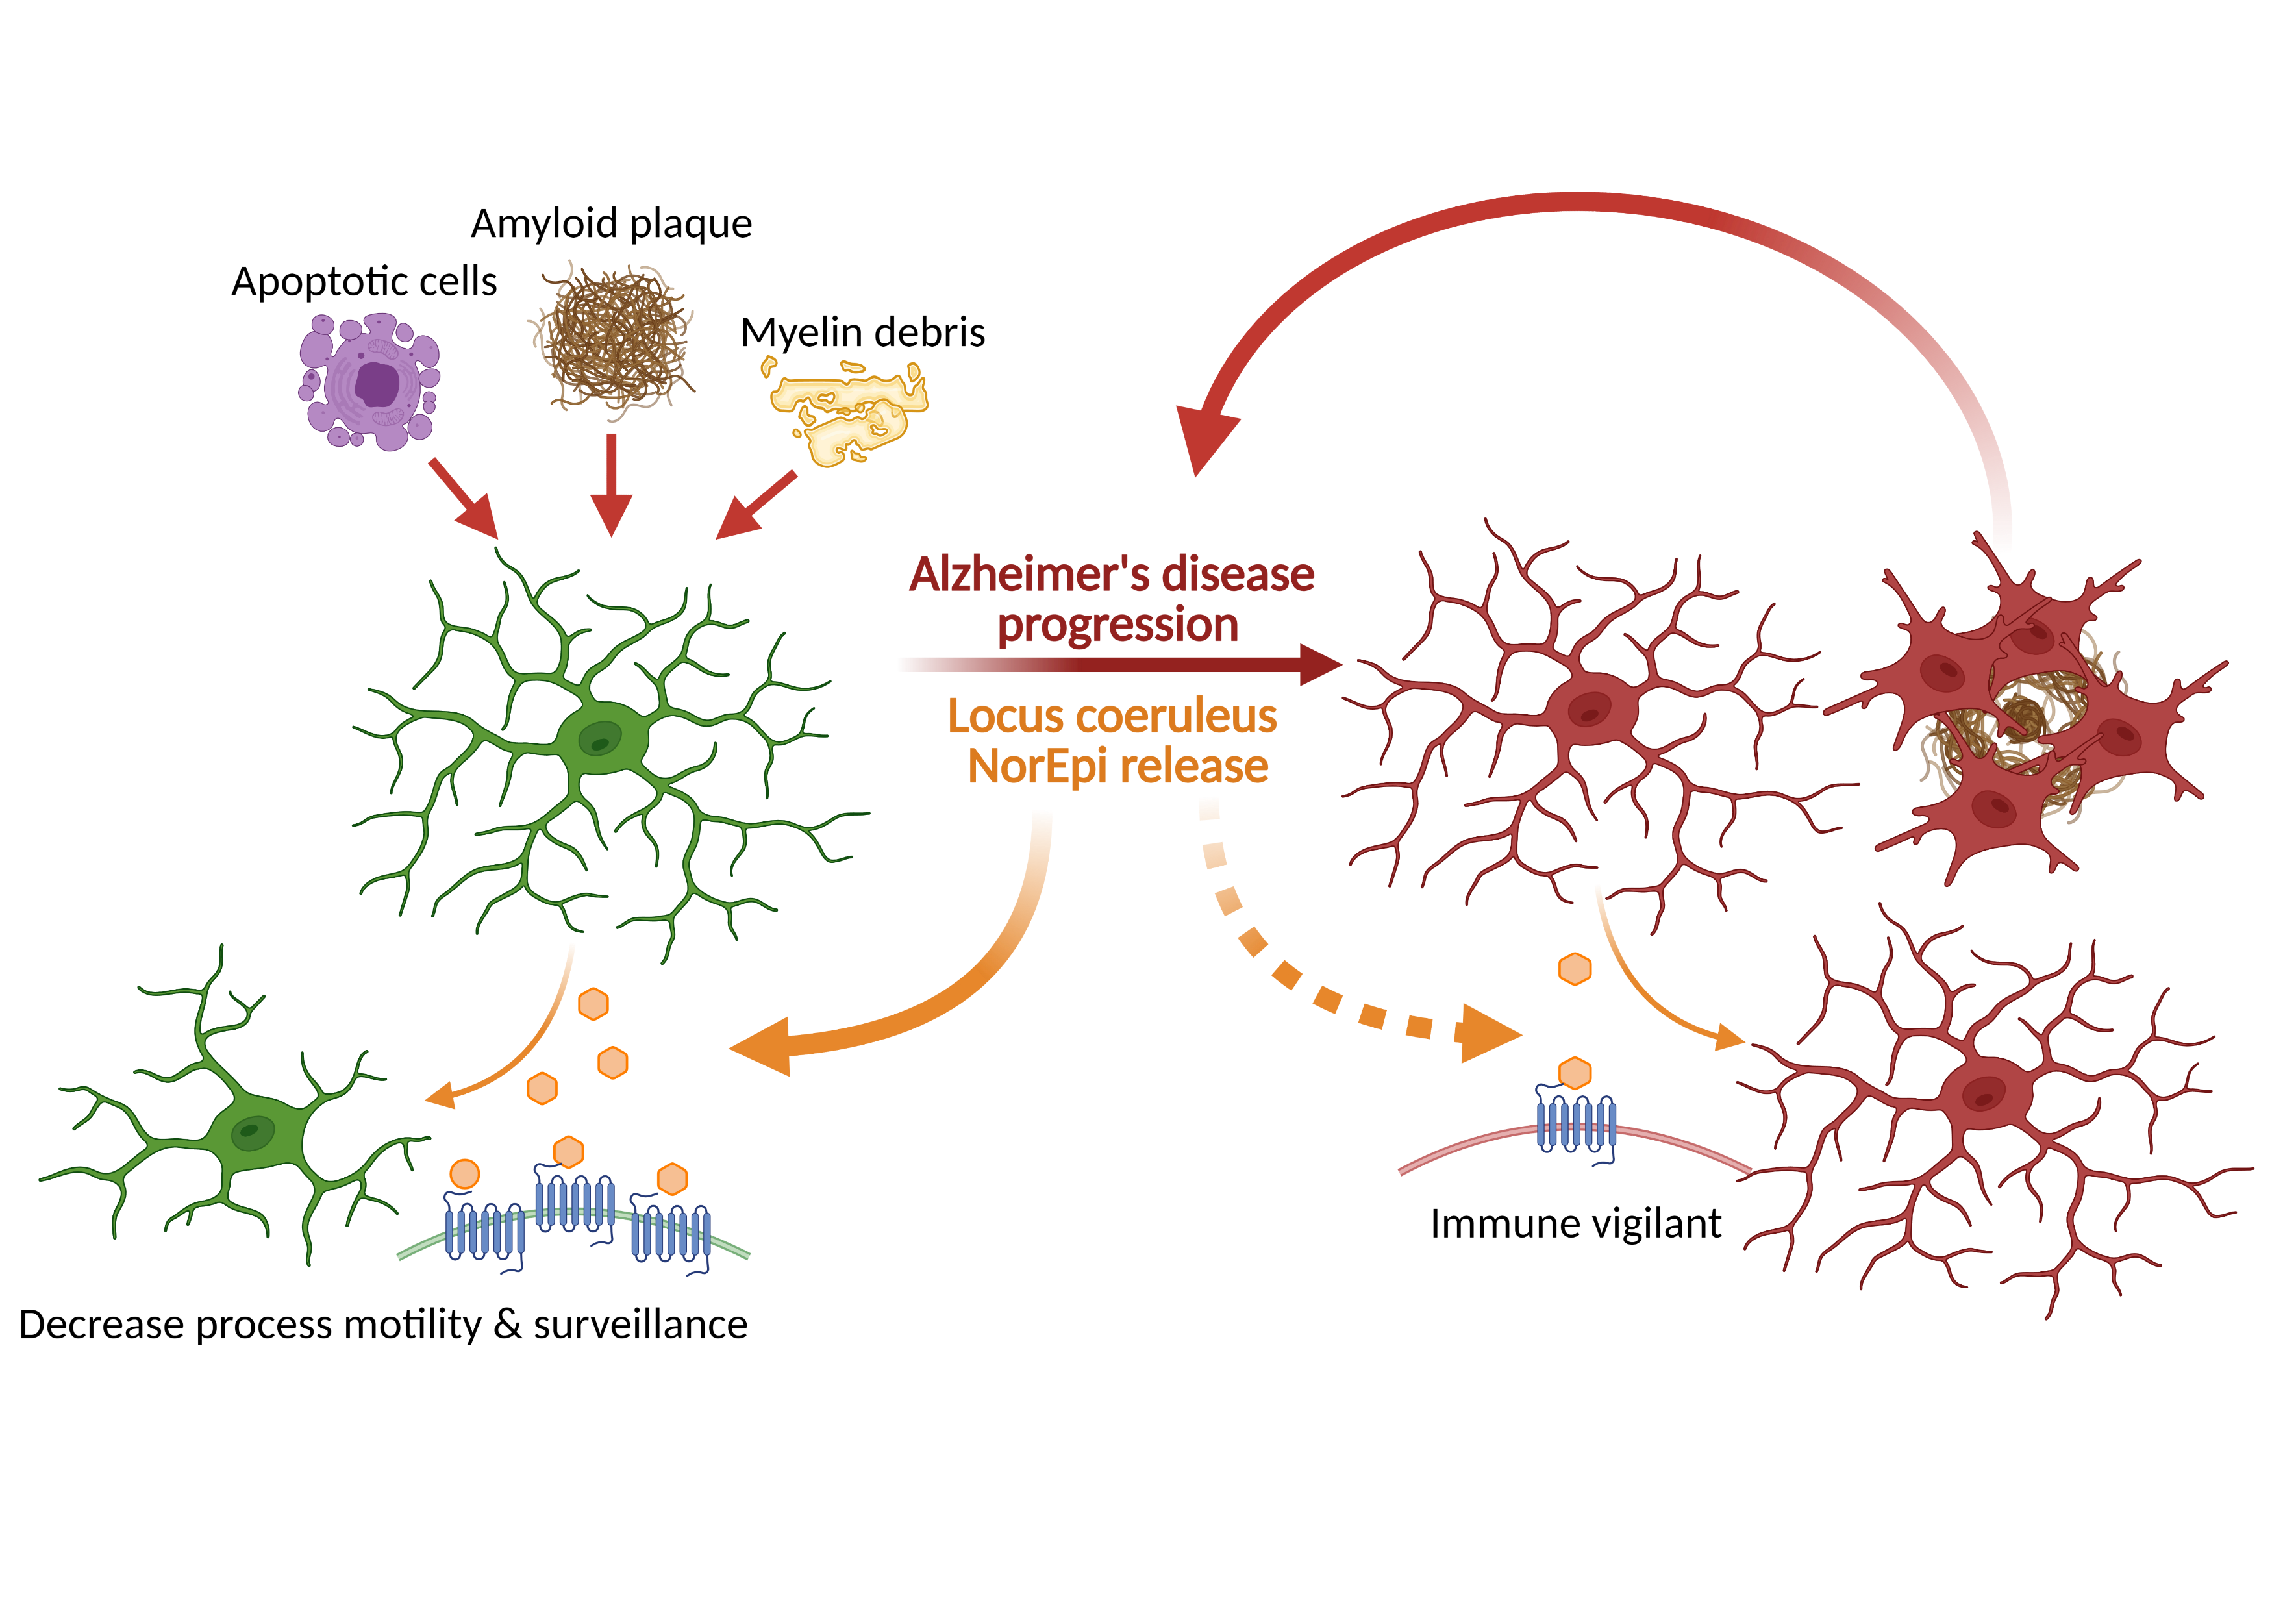 Amyloid plaque
Apoptotic cells
Myelin debris
Alzheimer's disease
progression
Locus coeruleus
NorEpi release
Immune vigilant
Decrease process motility & surveillance